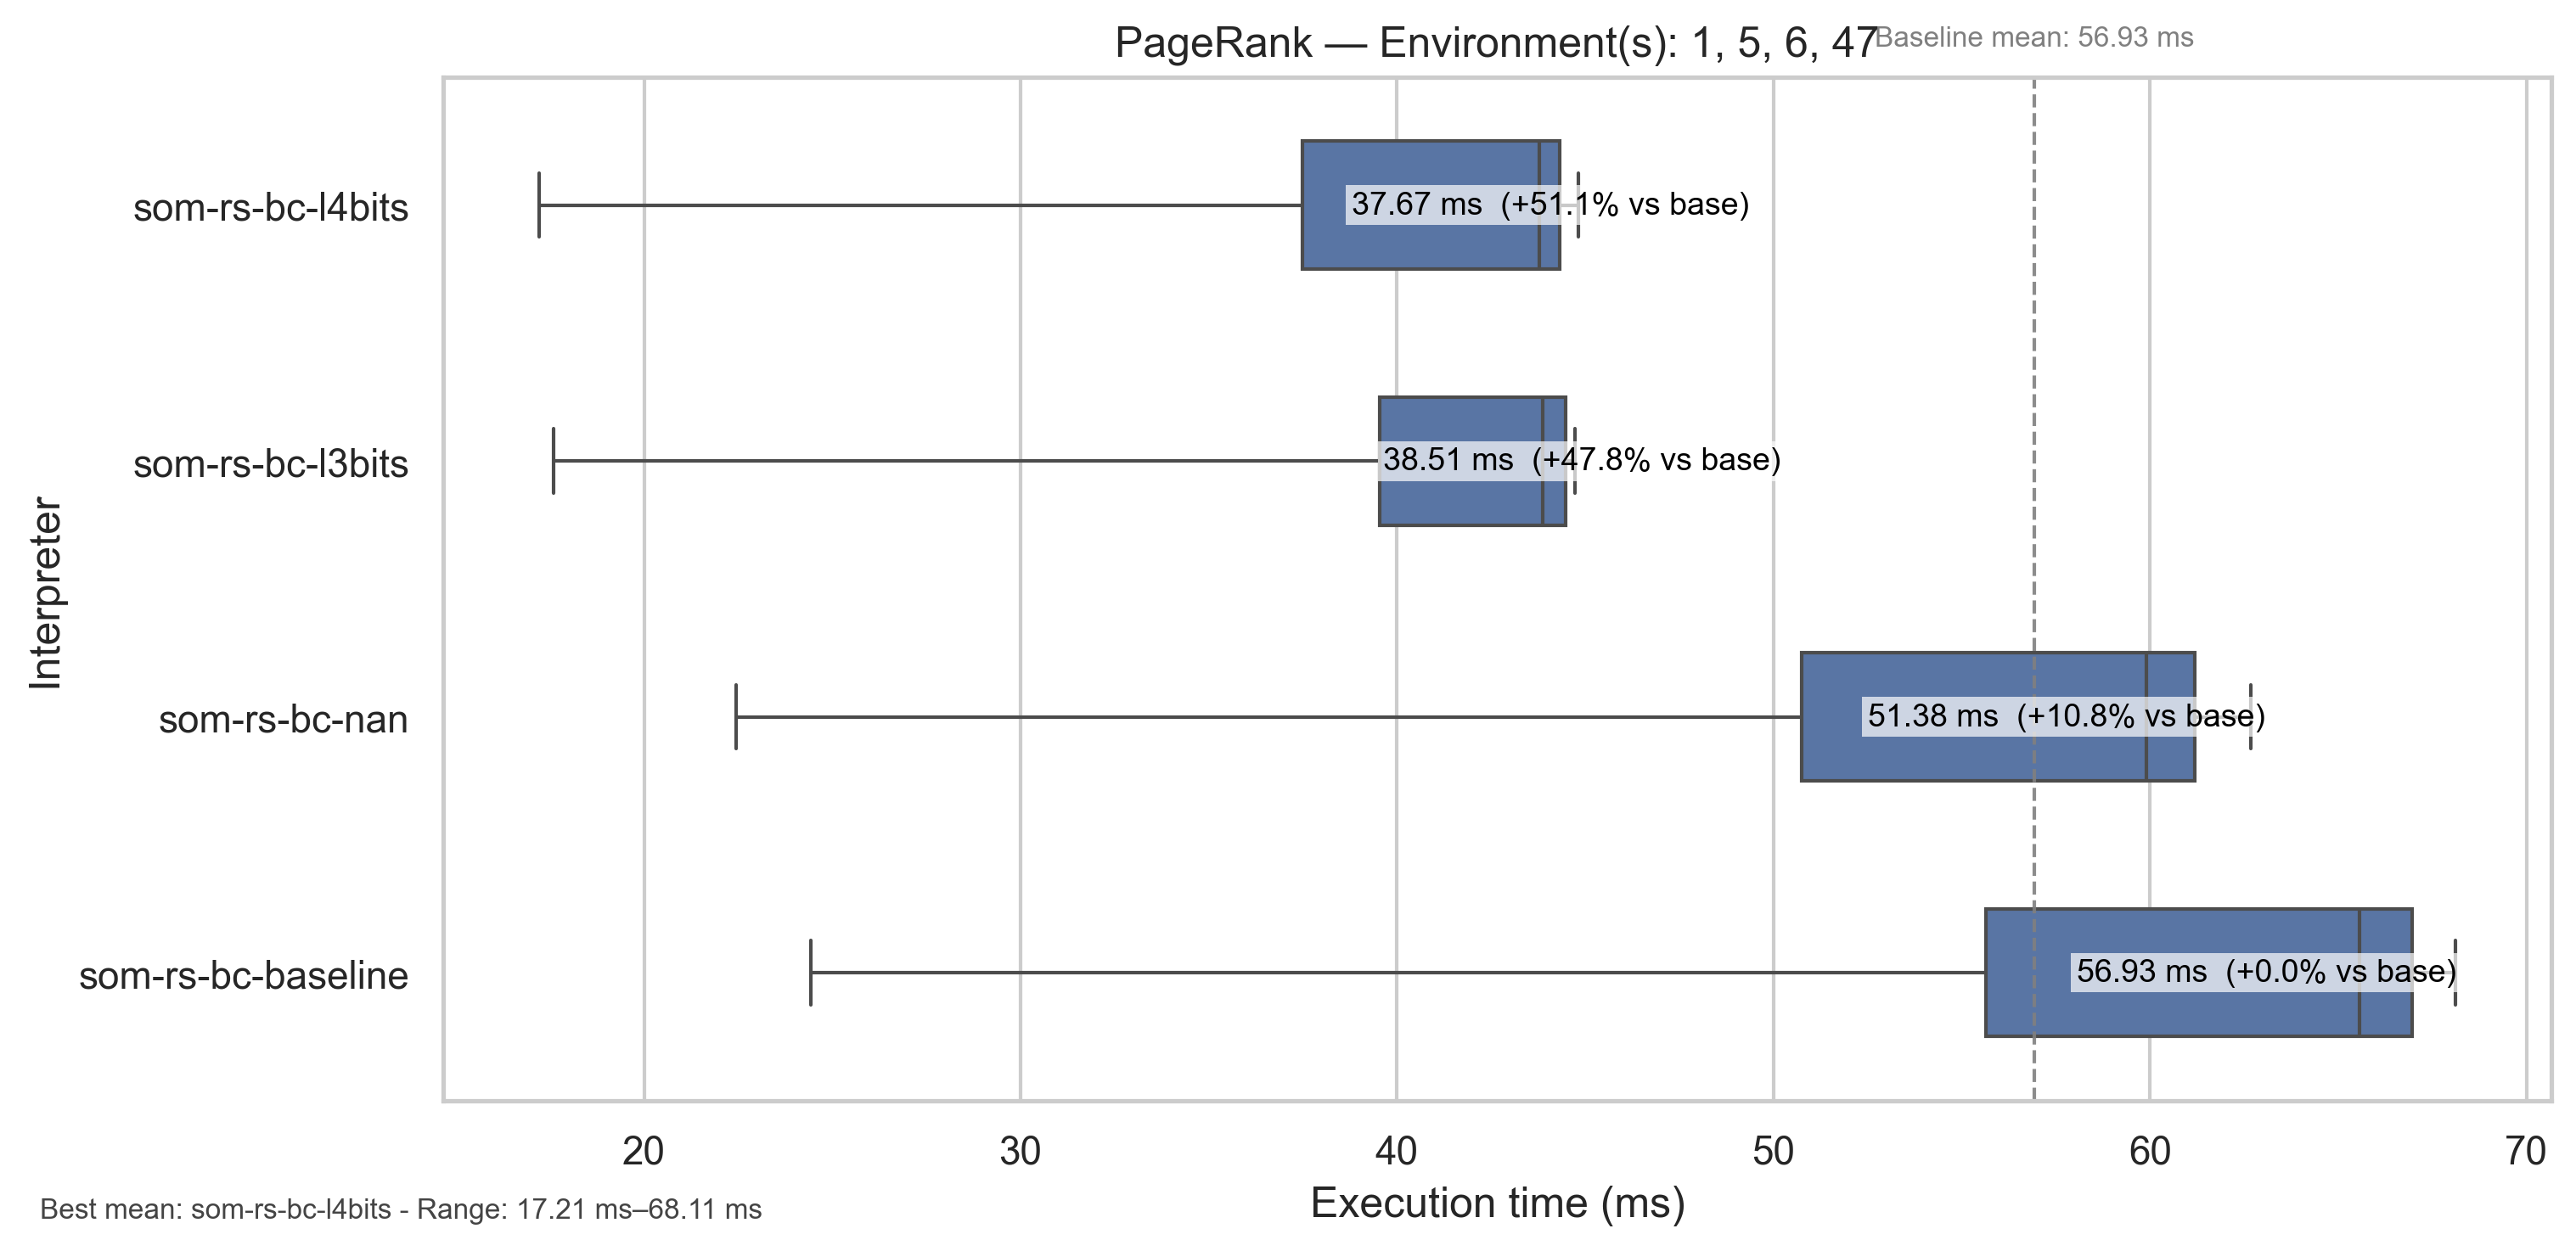 PageRank — Environment(s): 1, 5, 6, 47
Baseline mean: 56.93 ms
Interpreter
som-rs-bc-l4bits
37.67 ms  (+51.1% vs base)
som-rs-bc-l3bits
38.51 ms  (+47.8% vs base)
som-rs-bc-nan
51.38 ms  (+10.8% vs base)
som-rs-bc-baseline
56.93 ms  (+0.0% vs base)
20 30 40 50 60 70
Execution time (ms)
Best mean: som-rs-bc-l4bits - Range: 17.21 ms–68.11 ms